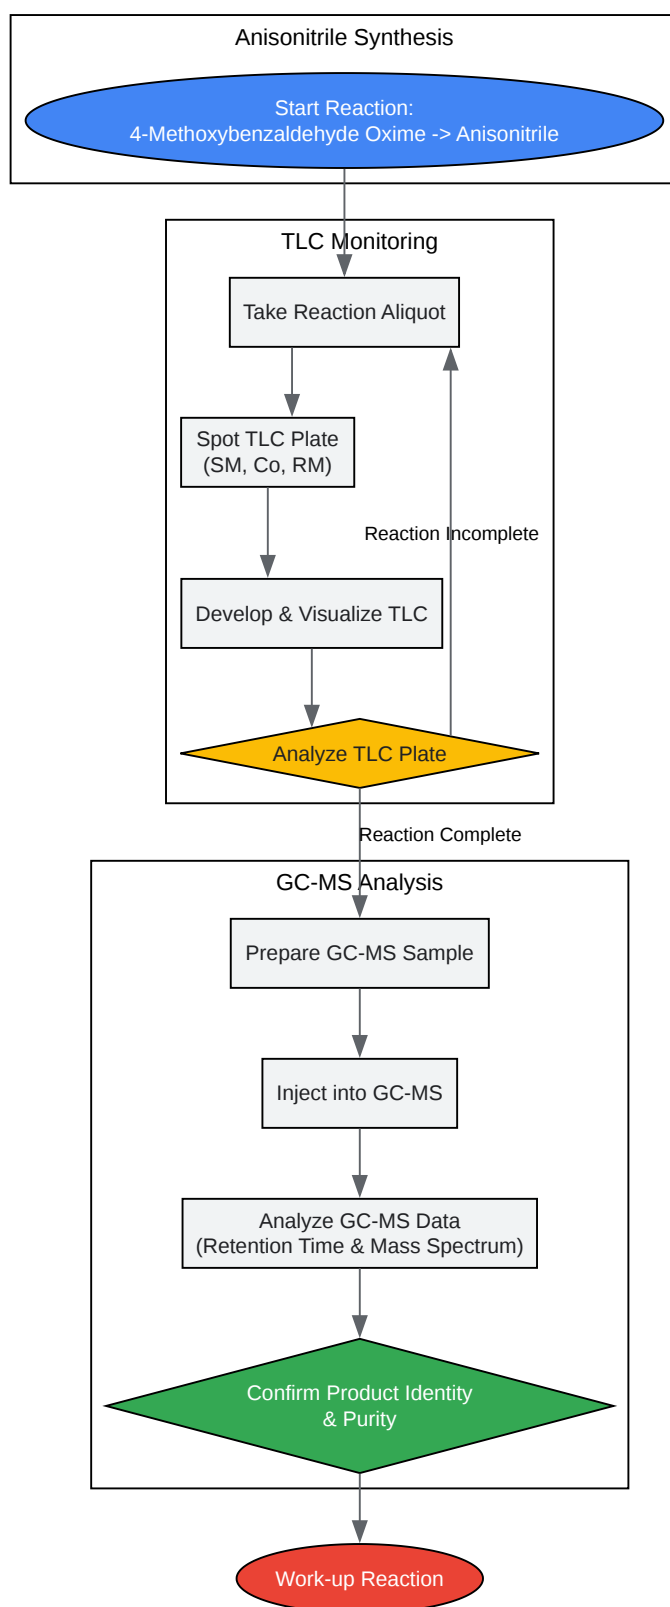 Anisonitrile Synthesis
Start Reaction:
4-Methoxybenzaldehyde Oxime -> Anisonitrile
TLC Monitoring
Take Reaction Aliquot
Spot TLC Plate
(SM, Co, RM)
Reaction Incomplete
Develop & Visualize TLC
Analyze TLC Plate
Reaction Complete
GC-MS Analysis
Prepare GC-MS Sample
Inject into GC-MS
Analyze GC-MS Data
(Retention Time & Mass Spectrum)
Confirm Product Identity
& Purity
Work-up Reaction